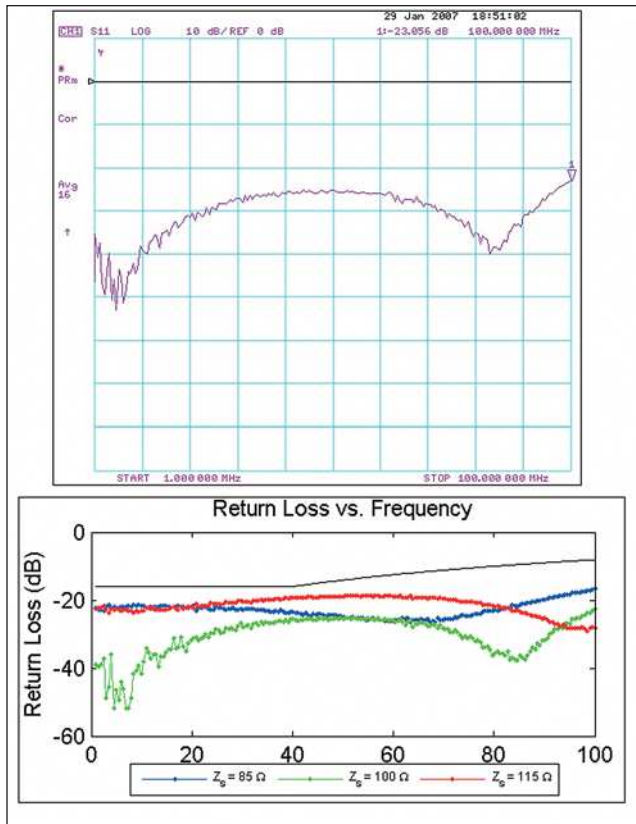 29 Jan 2007 18:51:02
CH1 S11 LOG 10 dB/REF 0 dB 1:-23.056 dB 100.000 000 MHz
*
PRm
Cor
1
Avg
16
↑
START 1.000 000 MHz STOP 100.000 000 MHz
Return Loss vs. Frequency
Return Loss (dB)
0
-20
-40
-60
0 20 40 60 80 100
Zs = 85 Ω Zs = 100 Ω Zs = 115 Ω